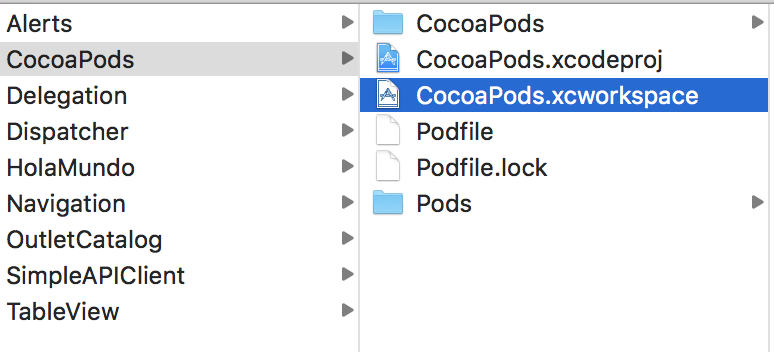 Alerts
CocoaPods
Delegation
Dispatcher
HolaMundo
Navigation
OutletCatalog
SimpleAPIClient
TableView
CocoaPods
CocoaPods.xcodeproj
CocoaPods.xcworkspace
Podfile
Podfile.lock
Pods